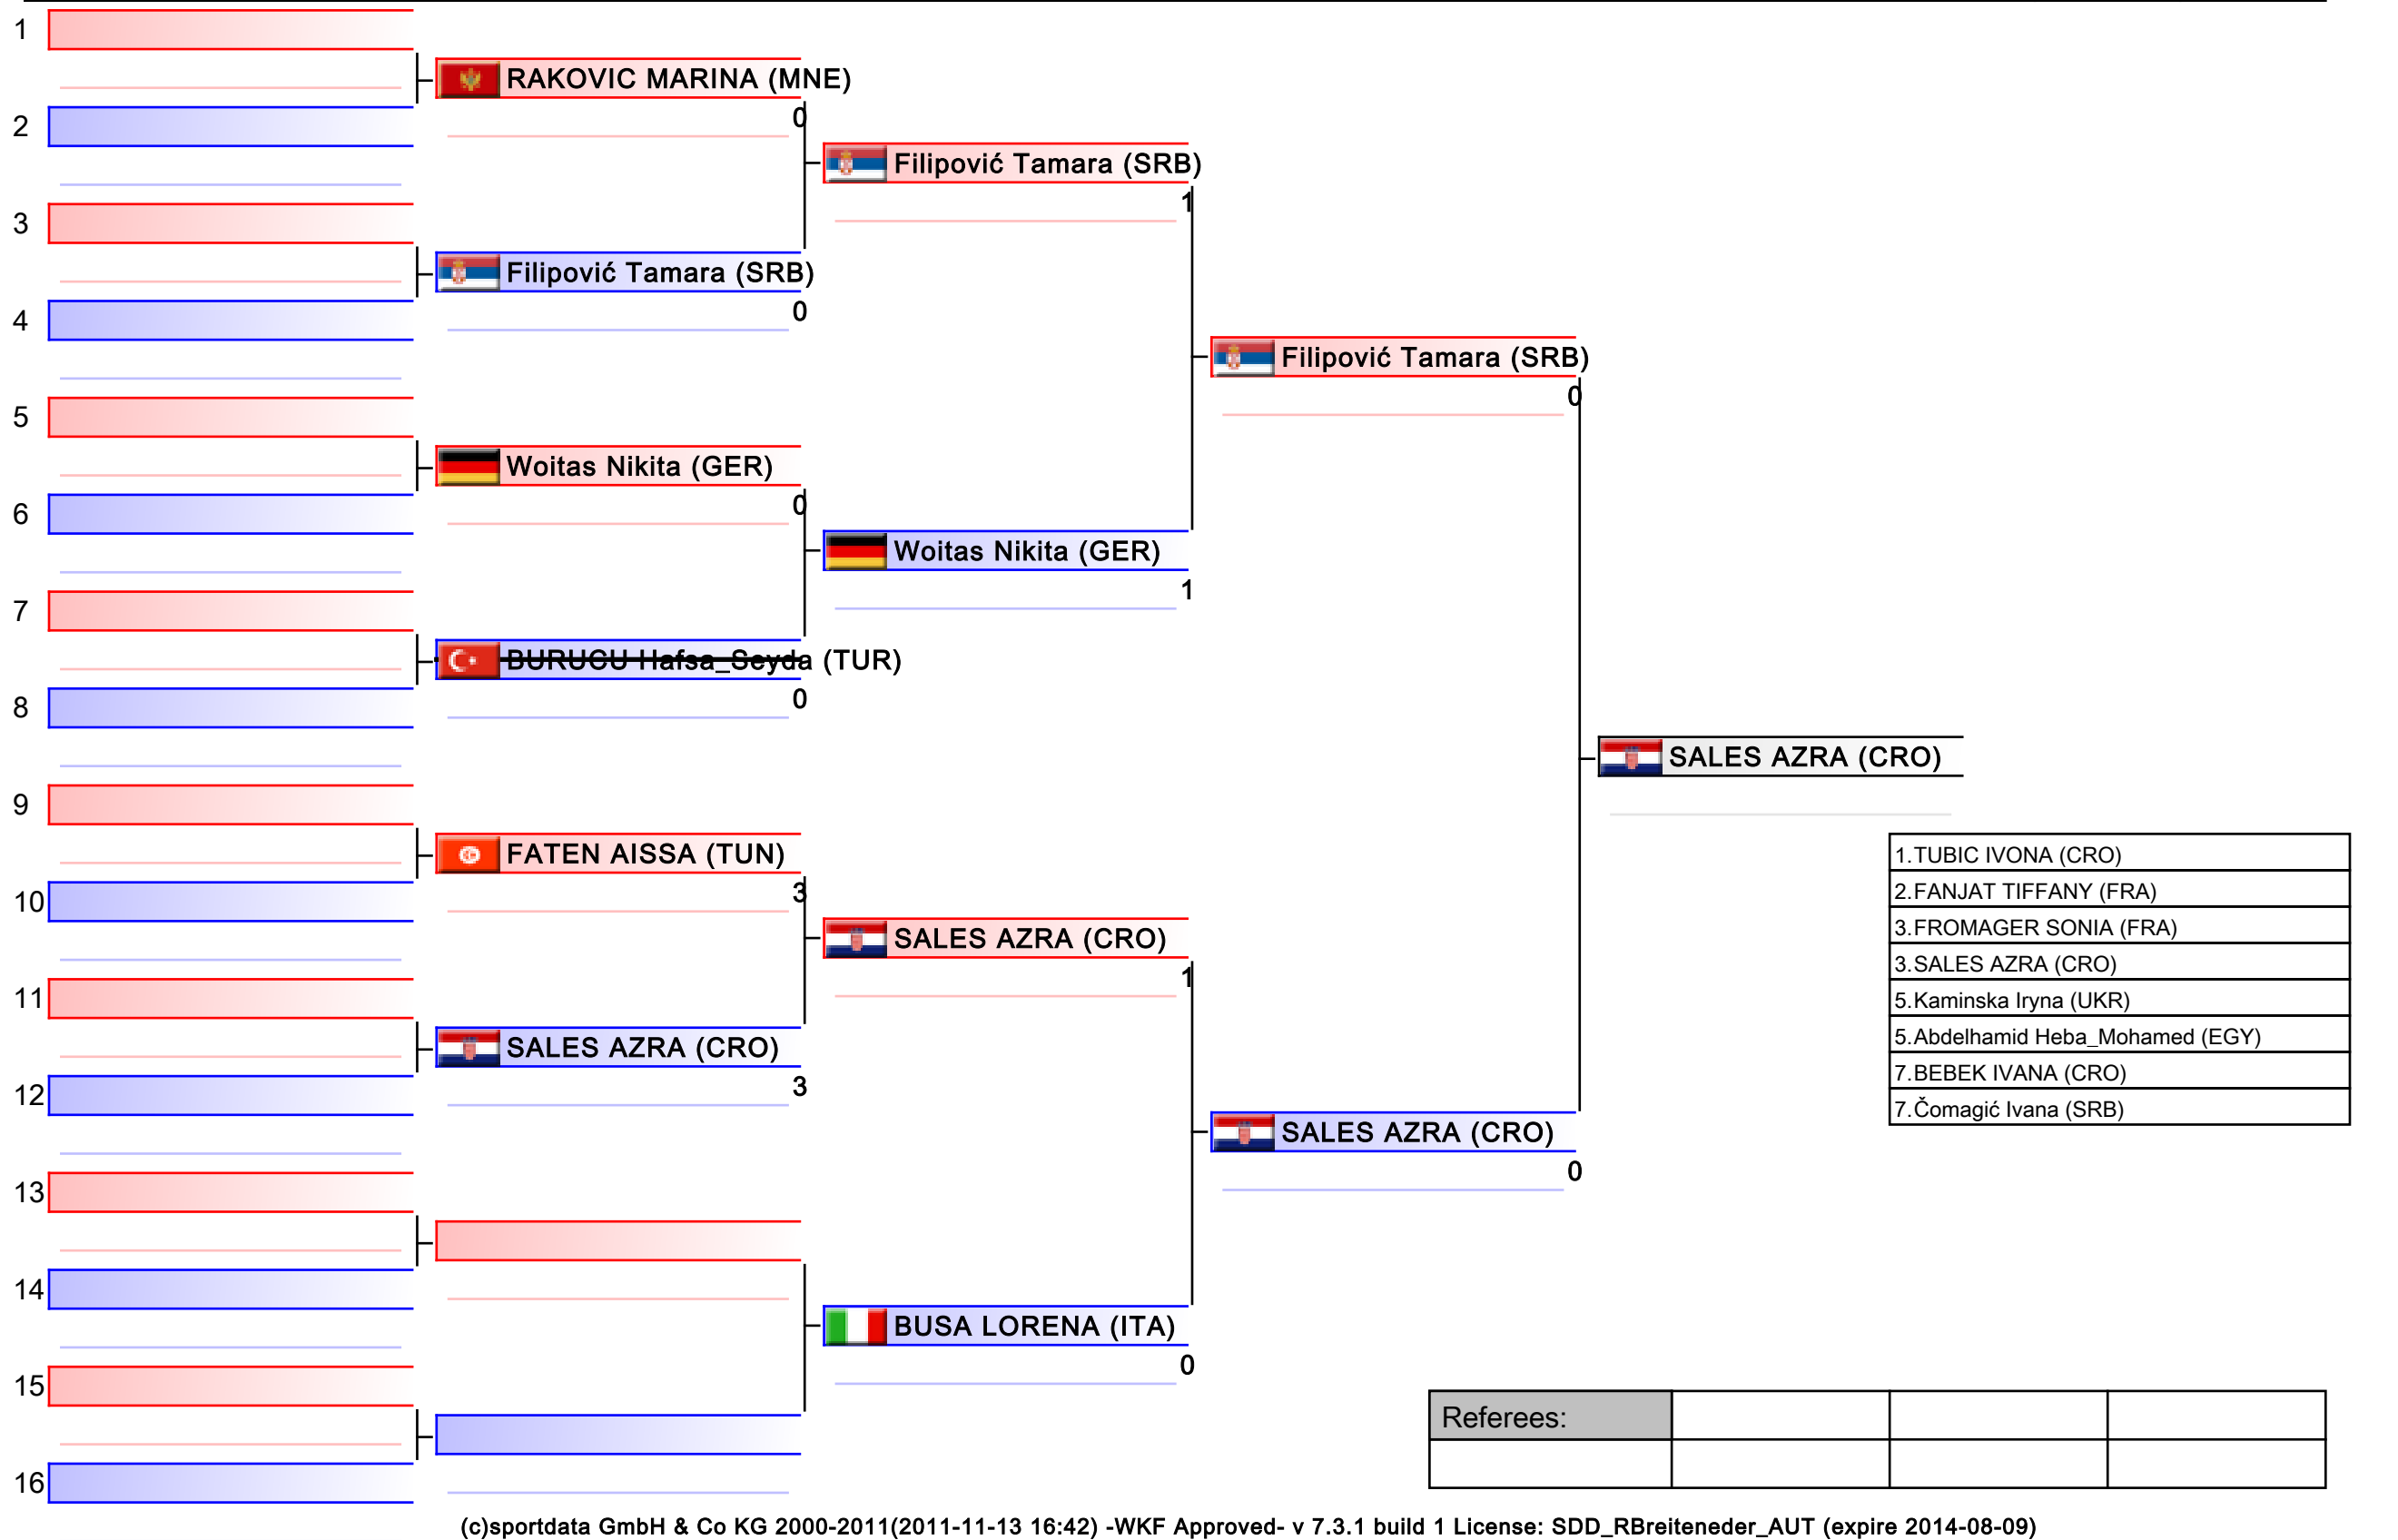 1
RAKOVIC MARINA (MNE)
0
2
Filipović Tamara (SRB)
1
3
Filipović Tamara (SRB)
0
4
Filipović Tamara (SRB)
0
5
Woitas Nikita (GER)
0
6
Woitas Nikita (GER)
1
7
BURUCU Hafsa_Seyda (TUR)
0
8
SALES AZRA (CRO)
9
FATEN AISSA (TUN)
3
10
SALES AZRA (CRO)
1
11
SALES AZRA (CRO)
3
12
SALES AZRA (CRO)
0
13
14
BUSA LORENA (ITA)
0
15
16
1.TUBIC IVONA (CRO)
2.FANJAT TIFFANY (FRA)
3.FROMAGER SONIA (FRA)
3.SALES AZRA (CRO)
5.Kaminska Iryna (UKR)
5.Abdelhamid Heba_Mohamed (EGY)
7.BEBEK IVANA (CRO)
7.Čomagić Ivana (SRB)
Referees:
(c)sportdata GmbH & Co KG 2000-2011(2011-11-13 16:42) -WKF Approved- v 7.3.1 build 1 License: SDD_RBreiteneder_AUT (expire 2014-08-09)